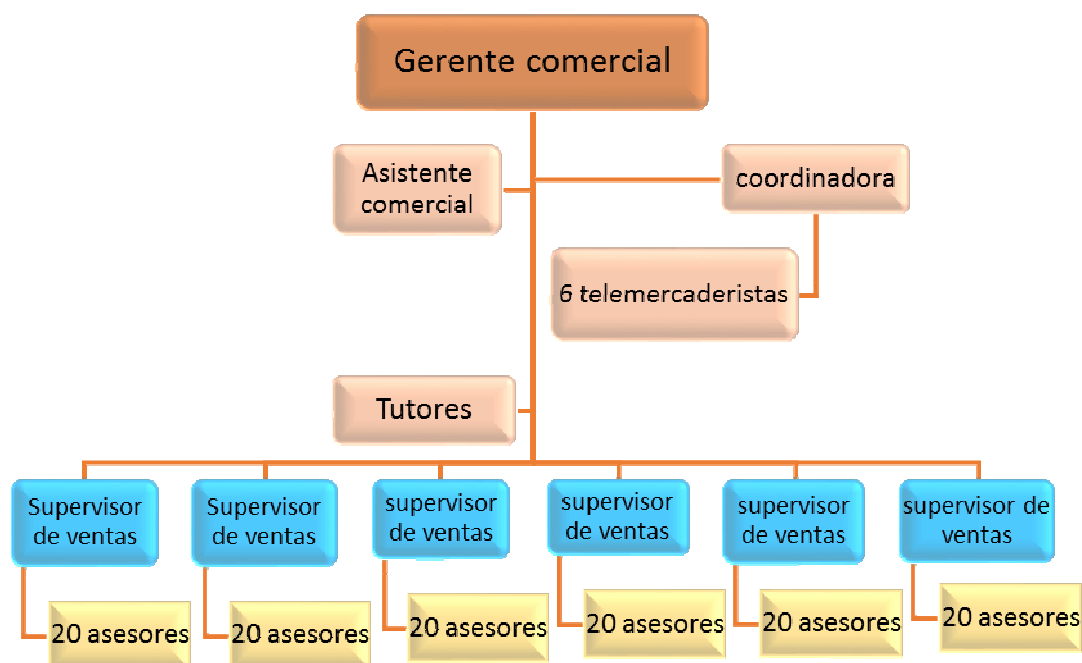 Gerente comercial
Asistente
comercial
coordinadora
6 telemercaderistas
Tutores
Supervisor
de ventas
Supervisor
de ventas
supervisor
de ventas
supervisor
de ventas
supervisor
de ventas
supervisor de
ventas
20 asesores
20 asesores
20 asesores
20 asesores
20 asesores
20 asesores